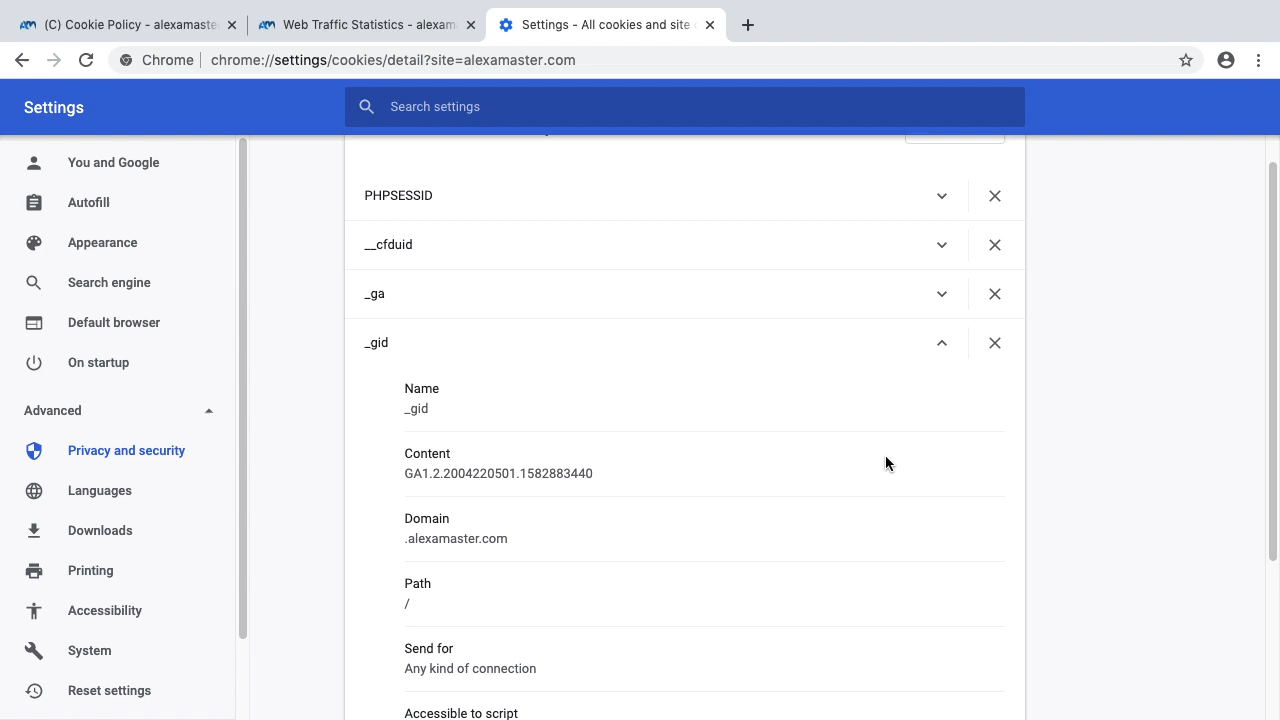 (C) Cookie Policy - alexamaste
Web Traffic Statistics - alexam
Settings - All cookies and site
Chrome
chrome://settings/cookies/detail?site=alexamaster.com
Settings
Search settings
You and Google
Autofill
Appearance
Search engine
Default browser
On startup
Advanced
Privacy and security
Languages
Downloads
Printing
Accessibility
System
Reset settings
PHPSESSID
__cfduid
_ga
_gid
Name
_gid
Content
GA1.2.2004220501.1582883440
Domain
.alexamaster.com
Path
/
Send for
Any kind of connection
Accessible to script